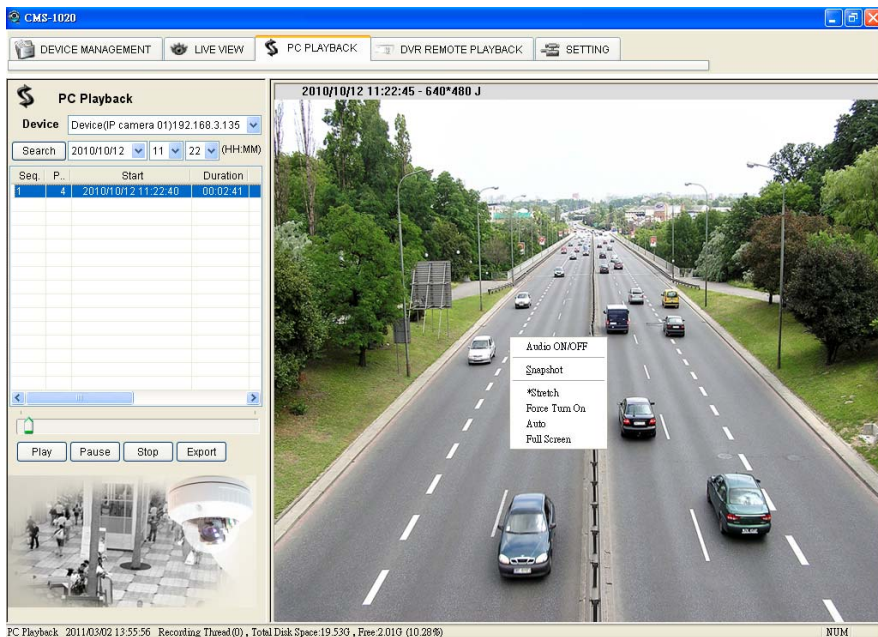 CMS-1020
DEVICE MANAGEMENT
LIVE VIEW
PC PLAYBACK
DVR REMOTE PLAYBACK
SETTING
PC Playback
Device Device(IP camera 01)192.168.3.135
Search 2010/10/12 11 22 (HH:MM)
Seq. P.. Start Duration
1 4 2010/10/12 11:22:40 00:02:41
Play Pause Stop Export
2010/10/12 11:22:45 - 640*480 J
Audio ON/OFF
Snapshot
*Stretch
Force Turn On
Auto
Full Screen
PC Playback 2011/03/02 13:55:56 Recording Thread(0) , Total Disk Space:19.53G , Free:2.01G (10.28%) NUM